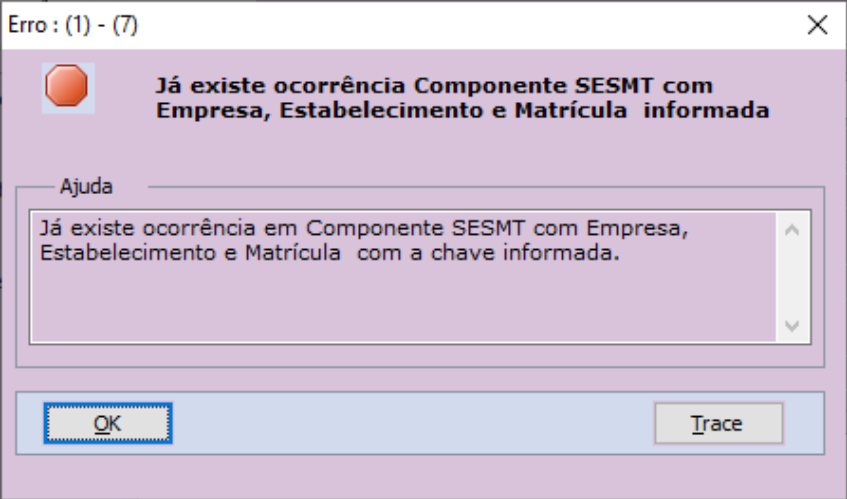 Erro : (1) - (7)
Já existe ocorrência Componente SESMT com
Empresa, Estabelecimento e Matrícula  informada
Ajuda
Já existe ocorrência em Componente SESMT com Empresa,
Estabelecimento e Matrícula  com a chave informada.
OK
Trace